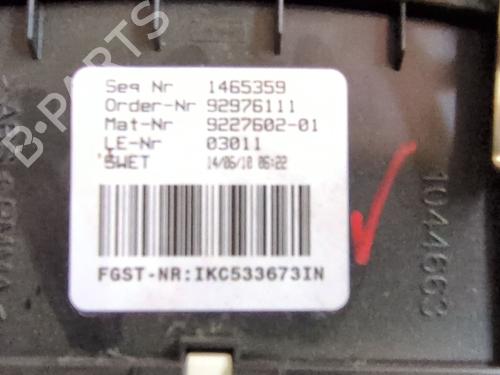 B-PARTS
Seq Nr 1465359
Order-Nr 92976111
Mat-Nr 9227602-01
LE-Nr 03011
5WET 14/06/10 06:22
FGST-NR:IKC533673IN
1044663